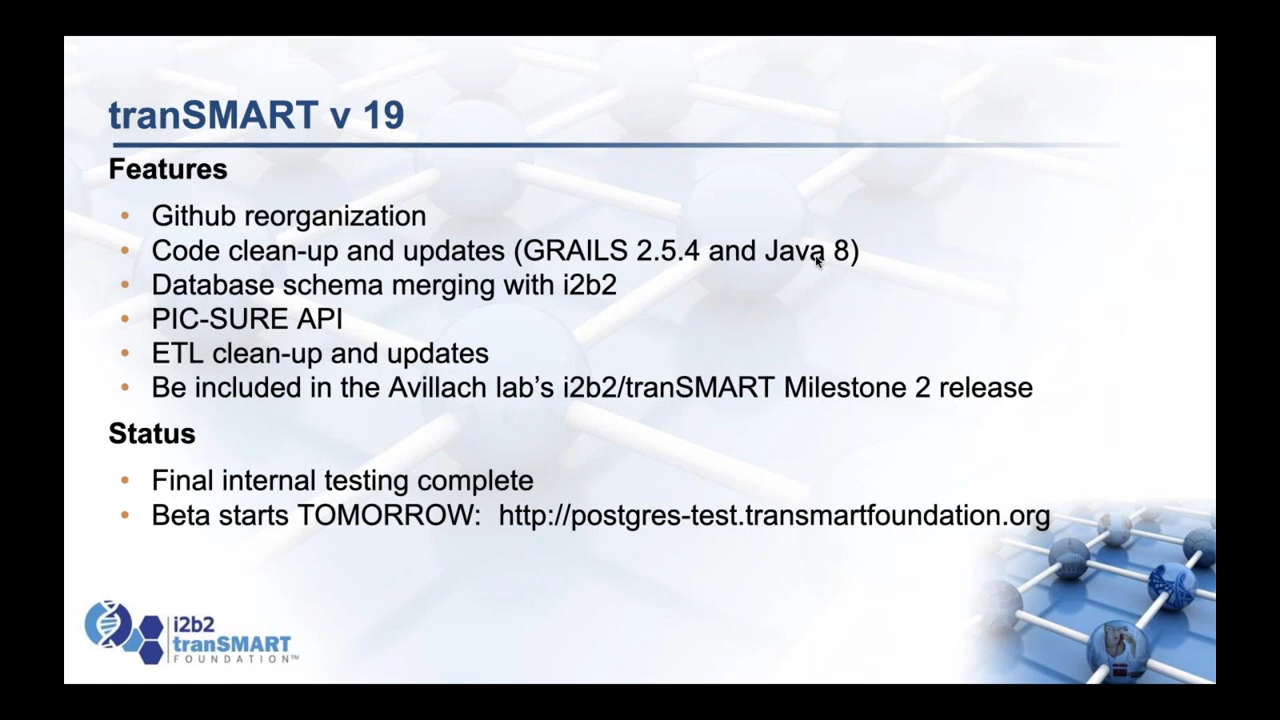 tranSMART v 19
Features
• Github reorganization
• Code clean-up and updates (GRAILS 2.5.4 and Java 8)
• Database schema merging with i2b2
• PIC-SURE API
• ETL clean-up and updates
• Be included in the Avillach lab’s i2b2/tranSMART Milestone 2 release
Status
• Final internal testing complete
• Beta starts TOMORROW: http://postgres-test.transmartfoundation.org
i2b2
tranSMART
FOUNDATION™